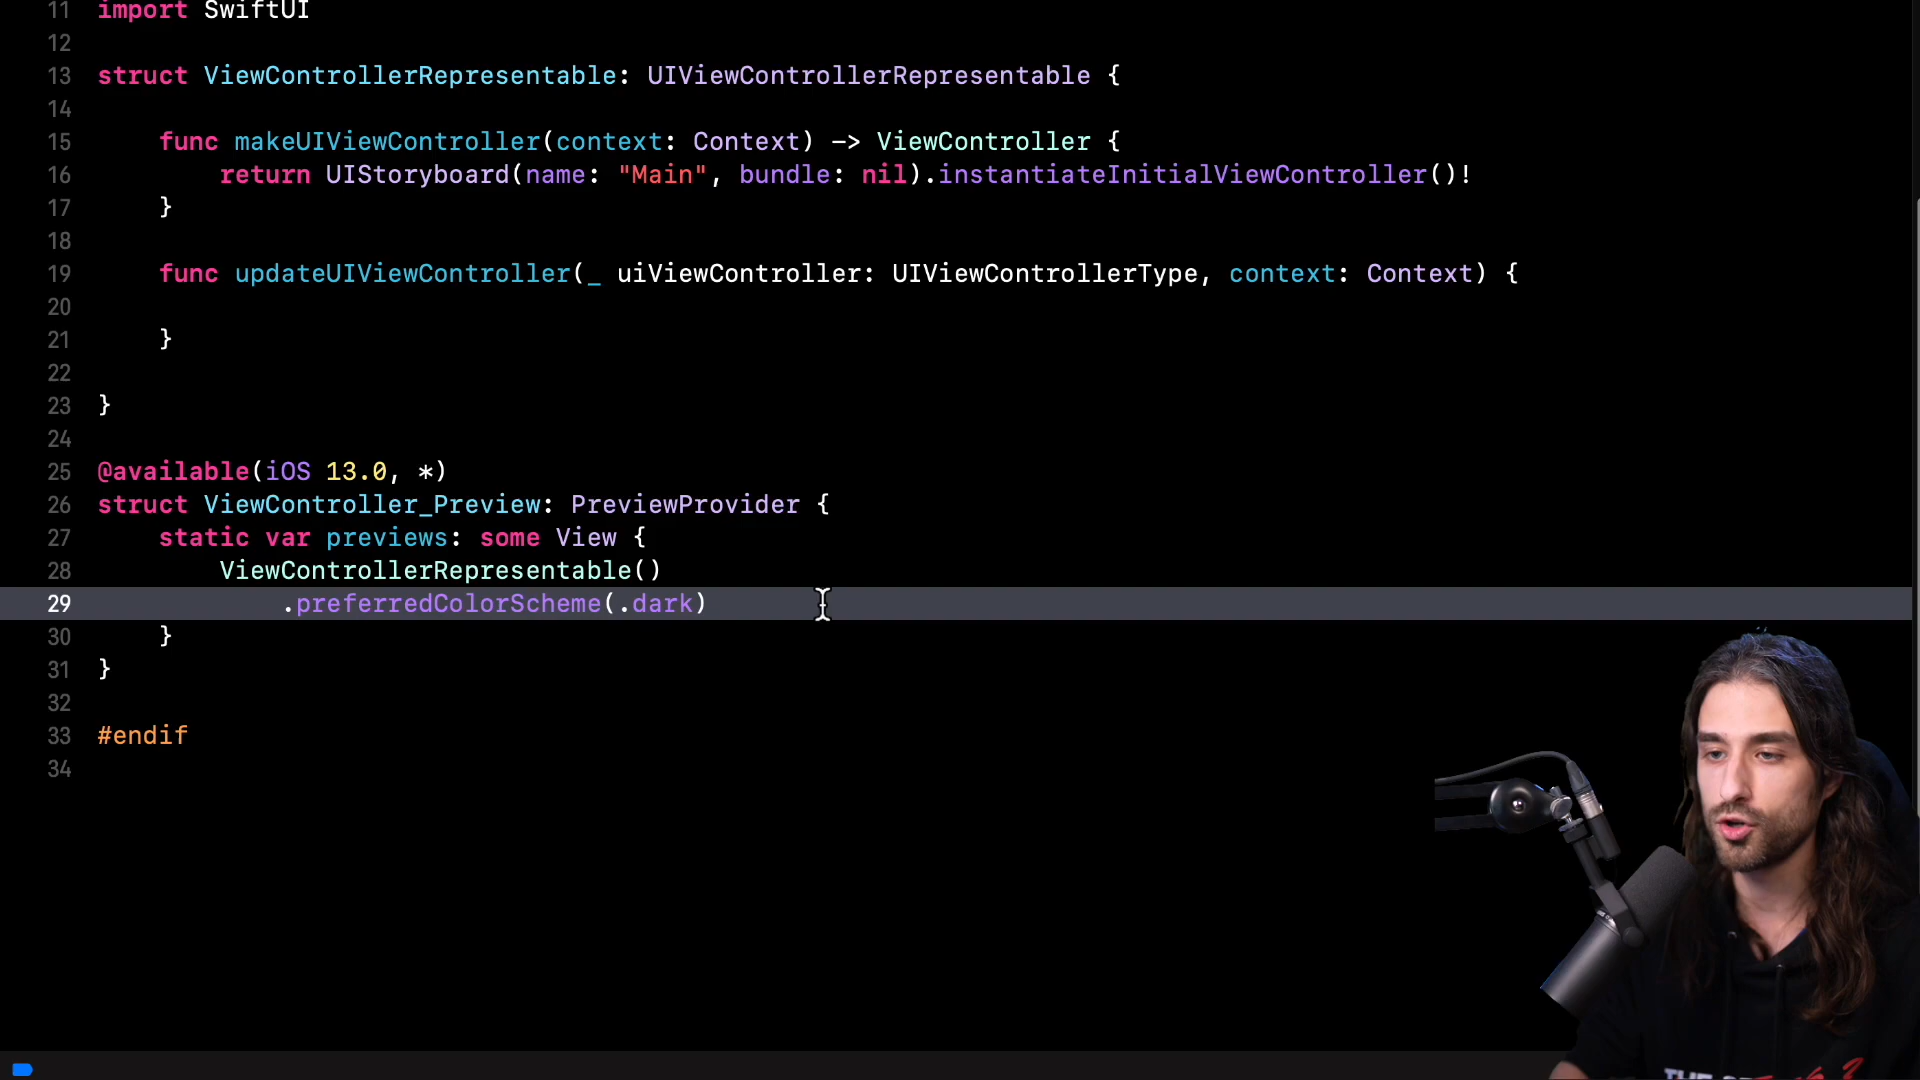 11 import SwiftUI
12
13 struct ViewControllerRepresentable: UIViewControllerRepresentable {
14
15     func makeUIViewController(context: Context) -> ViewController {
16         return UIStoryboard(name: "Main", bundle: nil).instantiateInitialViewController()!
17     }
18
19     func updateUIViewController(_ uiViewController: UIViewControllerType, context: Context) {
20
21     }
22
23 }
24
25 @available(iOS 13.0, *)
26 struct ViewController_Preview: PreviewProvider {
27     static var previews: some View {
28         ViewControllerRepresentable()
29             .preferredColorScheme(.dark)
30     }
31 }
32
33 #endif
34
THE